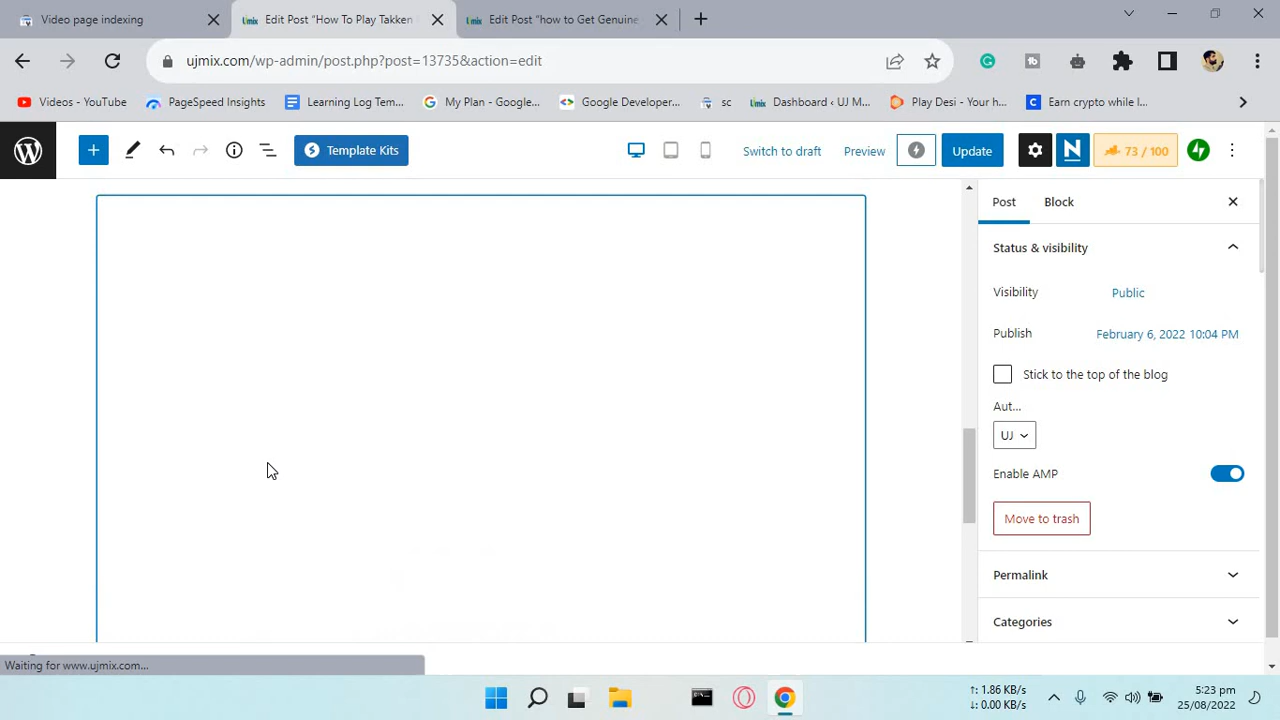 Video page indexing
Edit Post “How To Play Takken
Edit Post “how to Get Genuine
ujmix.com/wp-admin/post.php?post=13735&action=edit
Videos - YouTube
PageSpeed Insights
Learning Log Temp...
My Plan - Google...
Google Developer...
sc
Dashboard ‹ UJ M...
Play Desi - Your h...
Earn crypto while l...
Template Kits
Switch to draft
Preview
Update
73 / 100
Post
Block
Status & visibility
Visibility
Public
Publish
February 6, 2022 10:04 PM
Stick to the top of the blog
Aut...
UJ
Enable AMP
Move to trash
Permalink
Categories
Waiting for www.ujmix.com...
↑: 1.86 KB/s
↓: 0.00 KB/s
5:23 pm
25/08/2022